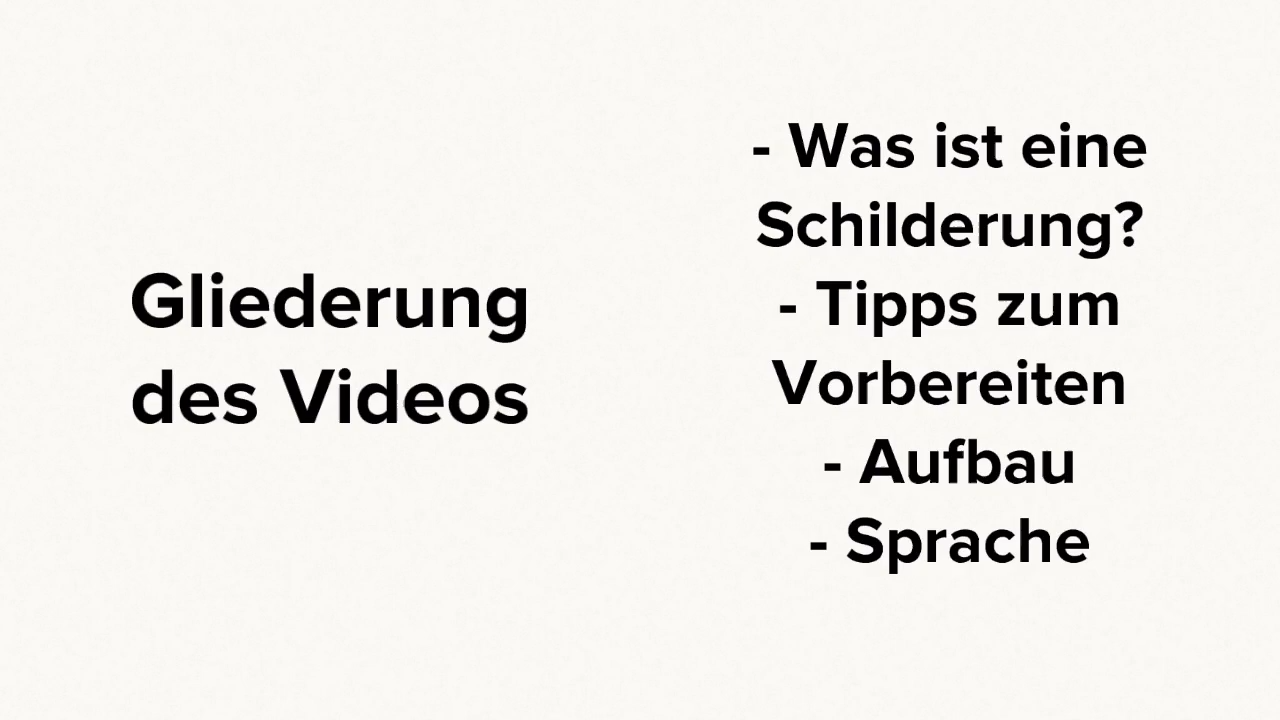 Gliederung
des Videos
- Was ist eine
Schilderung?
- Tipps zum
Vorbereiten
- Aufbau
- Sprache